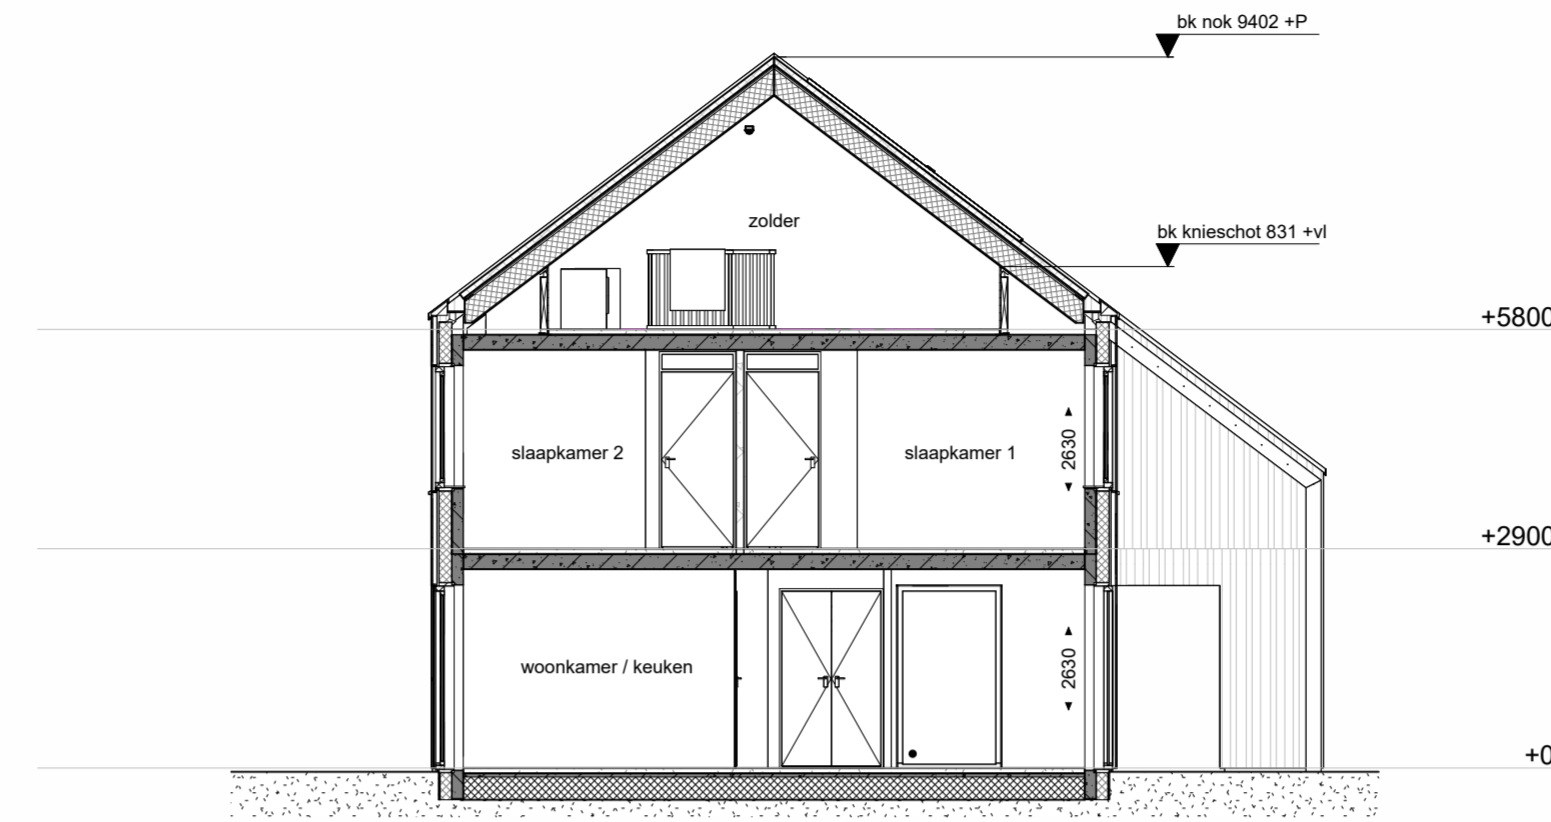 bk nok 9402 +P
zolder
bk knieschot 831 +vl
+5800
slaapkamer 2
slaapkamer 1
2630
+2900
woonkamer / keuken
2630
+0